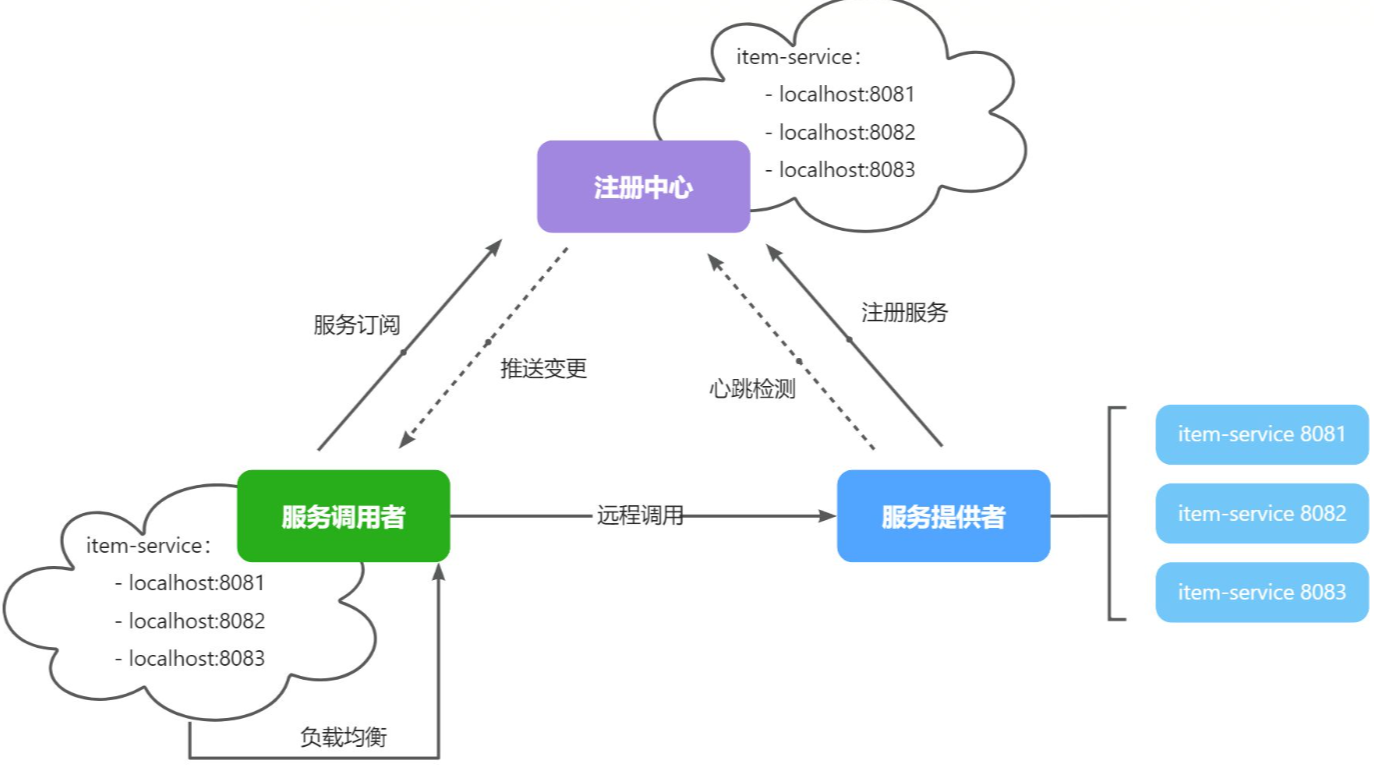 item-service：
- localhost:8081
- localhost:8082
- localhost:8083
注册中心
服务订阅
推送变更
心跳检测
注册服务
服务调用者
远程调用
服务提供者
item-service 8081
item-service 8082
item-service 8083
item-service：
- localhost:8081
- localhost:8082
- localhost:8083
负载均衡